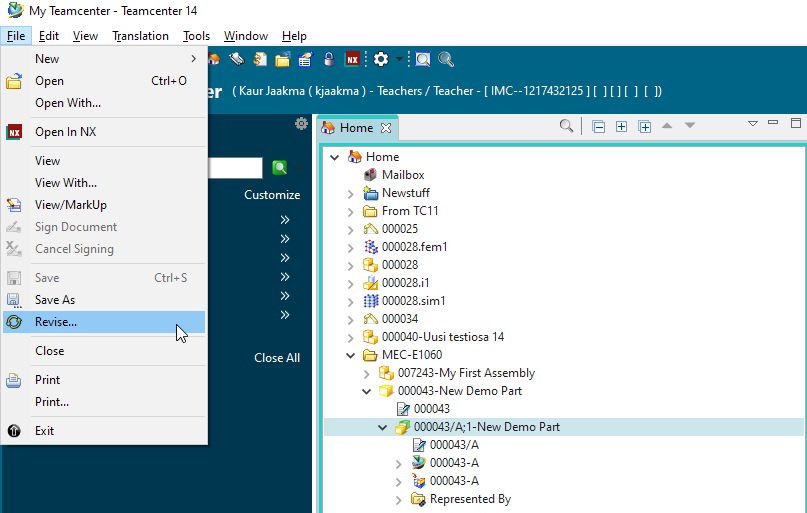 My Teamcenter - Teamcenter 14
File Edit View Translation Tools Window Help
New
Open Ctrl+O
Open With...
Open In NX
View
View With...
View/MarkUp
Sign Document
Cancel Signing
Save Ctrl+S
Save As
Revise...
Close
Print
Print...
Exit
NX
er ( Kaur Jaakma ( kjaakma ) - Teachers / Teacher - [ IMC--1217432125 ] [ ] [ ] [ ] [ ])
Customize
Close All
Home
Home
Mailbox
Newstuff
From TC11
000025
000028.fem1
000028
000028.i1
000028.sim1
000034
000040-Uusi testiosa 14
MEC-E1060
007243-My First Assembly
000043-New Demo Part
000043
000043/A;1-New Demo Part
000043/A
000043-A
000043-A
Represented By